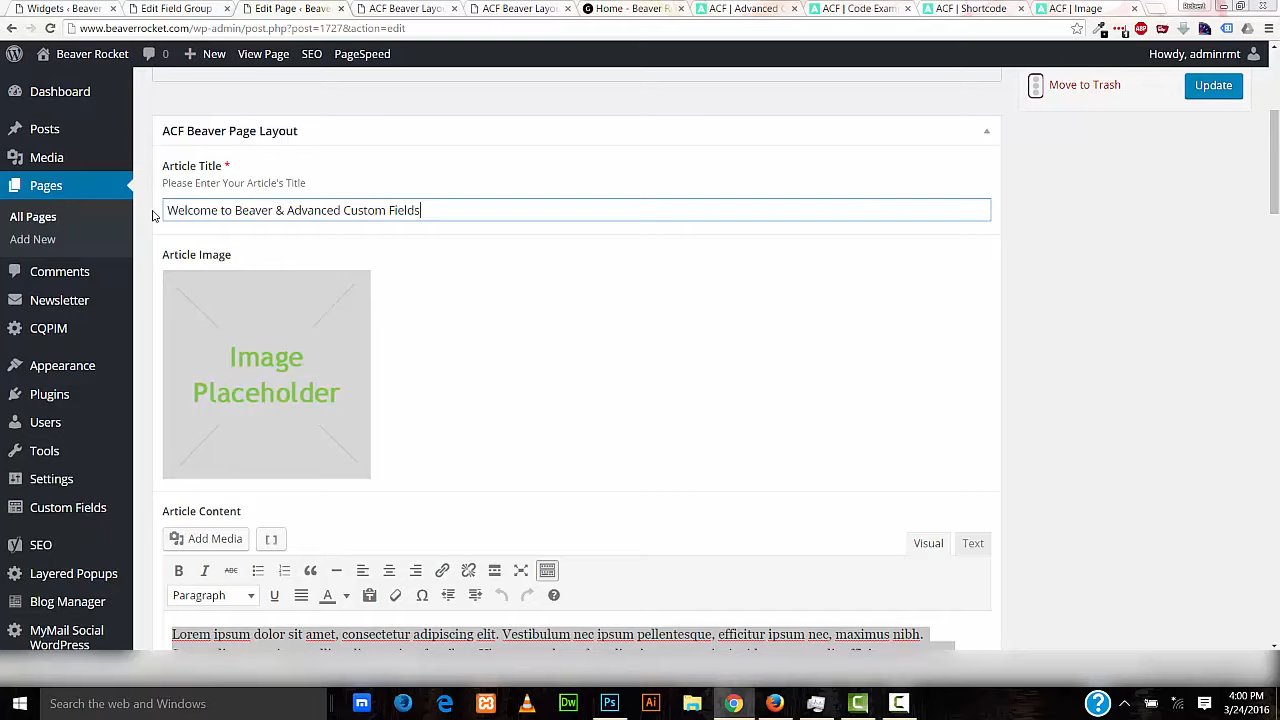 Widgets ‹ Beaver
Edit Field Group
Edit Page ‹ Beave
ACF Beaver Layou
ACF Beaver Layou
Home - Beaver R
ACF | Advanced C
ACF | Code Exam
ACF | Shortcode
ACF | Image
www.beaverrocket.com/wp-admin/post.php?post=1727&action=edit
Beaver Rocket
0
New
View Page
SEO
PageSpeed
Howdy, adminrmt
Dashboard
Posts
Media
Pages
All Pages
Add New
Comments
Newsletter
CQPIM
Appearance
Plugins
Users
Tools
Settings
Custom Fields
SEO
Layered Popups
Blog Manager
MyMail Social
WordPress
Move to Trash
Update
ACF Beaver Page Layout
Article Title *
Please Enter Your Article's Title
Welcome to Beaver & Advanced Custom Fields
Article Image
Image
Placeholder
Article Content
Add Media
[ ]
Visual
Text
B I ABC
Paragraph
U
A
Lorem ipsum dolor sit amet, consectetur adipiscing elit. Vestibulum nec ipsum pellentesque, efficitur ipsum nec, maximus nibh.
Search the web and Windows
Dw
Ps
Ai
4:00 PM
3/24/2016